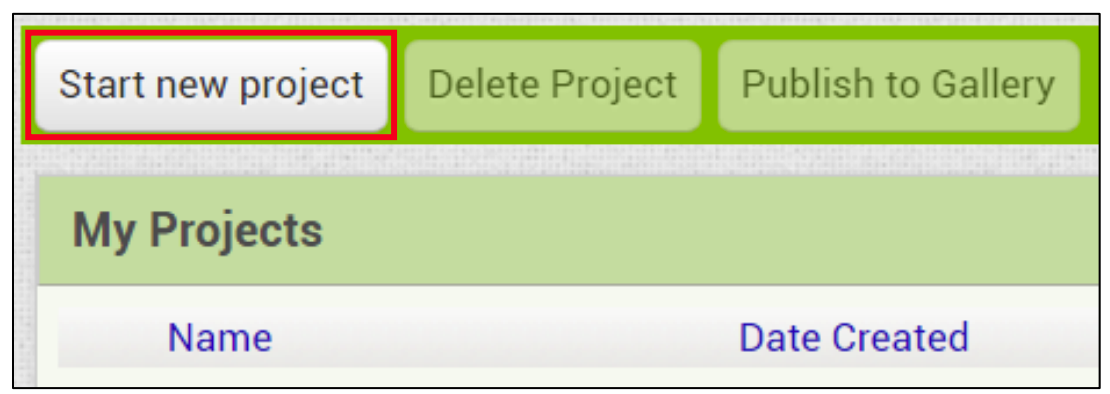 Start new project Delete Project Publish to Gallery
My Projects
Name Date Created